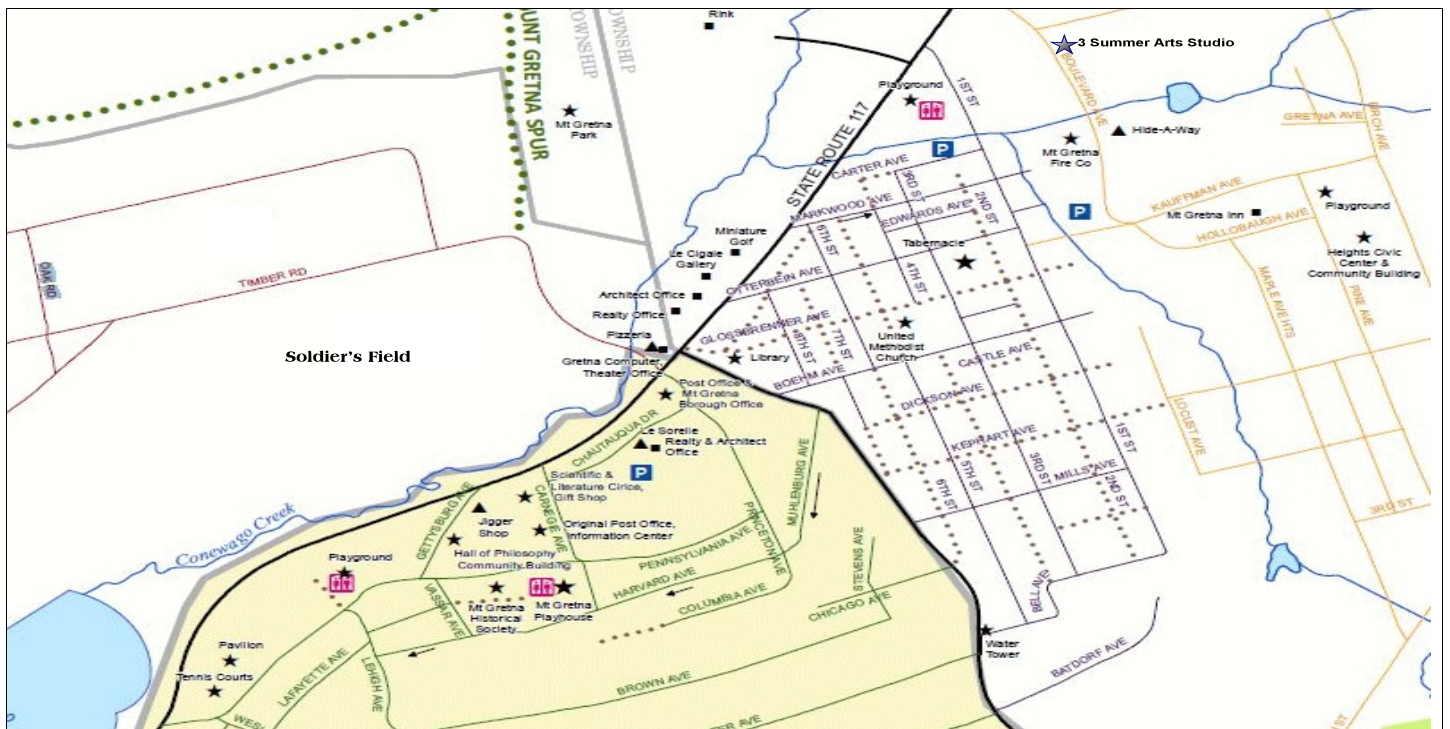 Rink
3 Summer Arts Studio
OWNSHIP
TOWNSHIP
UNT GRETNA SPUR
Mt Gretna
Park
STATE ROUTE 117
Playground
1ST ST
P
BOULEVARD AVE
Hide-A-Way
Mt Gretna
Fire Co
GRETNA AVE
BIRCH AVE
CARTER AVE
3RD ST
MARKWOOD AVE
EDWARDS AVE
2ND ST
P
KAUFFMAN AVE
Mt Gretna Inn
HOLLOBAUGH AVE
Playground
Heights Civic
Center &
Community Building
Miniature
Golf
Le Cigale
Gallery
6TH ST
Tabernacle
4TH ST
OTTERBEIN AVE
OAK RD
TIMBER RD
Architect Office
Realty Office
MAPLE AVE HTS
PINE AVE
Soldier's Field
Pizzeria
Gretna Computer,
Theater Office
GLOSSBRENNER AVE
8TH ST
7TH ST
Library
United
Methodist
Church
CASTLE AVE
BOEHM AVE
Post Office &
Mt Gretna
Borough Office
DICKSON AVE
LOCUST AVE
CHAUTAUQUA DR
Le Sorelle
Realty & Architect
Office
KEPHART AVE
1ST ST
P
MUHLENBURG AVE
5TH ST
3RD ST
MILLS AVE
2ND ST
6TH ST
Scientific &
Literature Cirlce,
Gift Shop
GETTYSBURG AVE
CARNEGIE AVE
Jigger
Shop
Original Post Office,
Information Center
PRINCETON AVE
3RD ST
Conewago Creek
Playground
Hall of Philosophy
Community Building
PENNSYLVANIA AVE
STEVENS AVE
HARVARD AVE
VASSAR AVE
Mt Gretna
Historical
Society
Mt Gretna
Playhouse
COLUMBIA AVE
CHICAGO AVE
BELL AVE
Water
Tower
BATDORF AVE
Pavilion
Tennis Courts
LAFAYETTE AVE
LEHIGH AVE
BROWN AVE
WES
ER AVE
ST